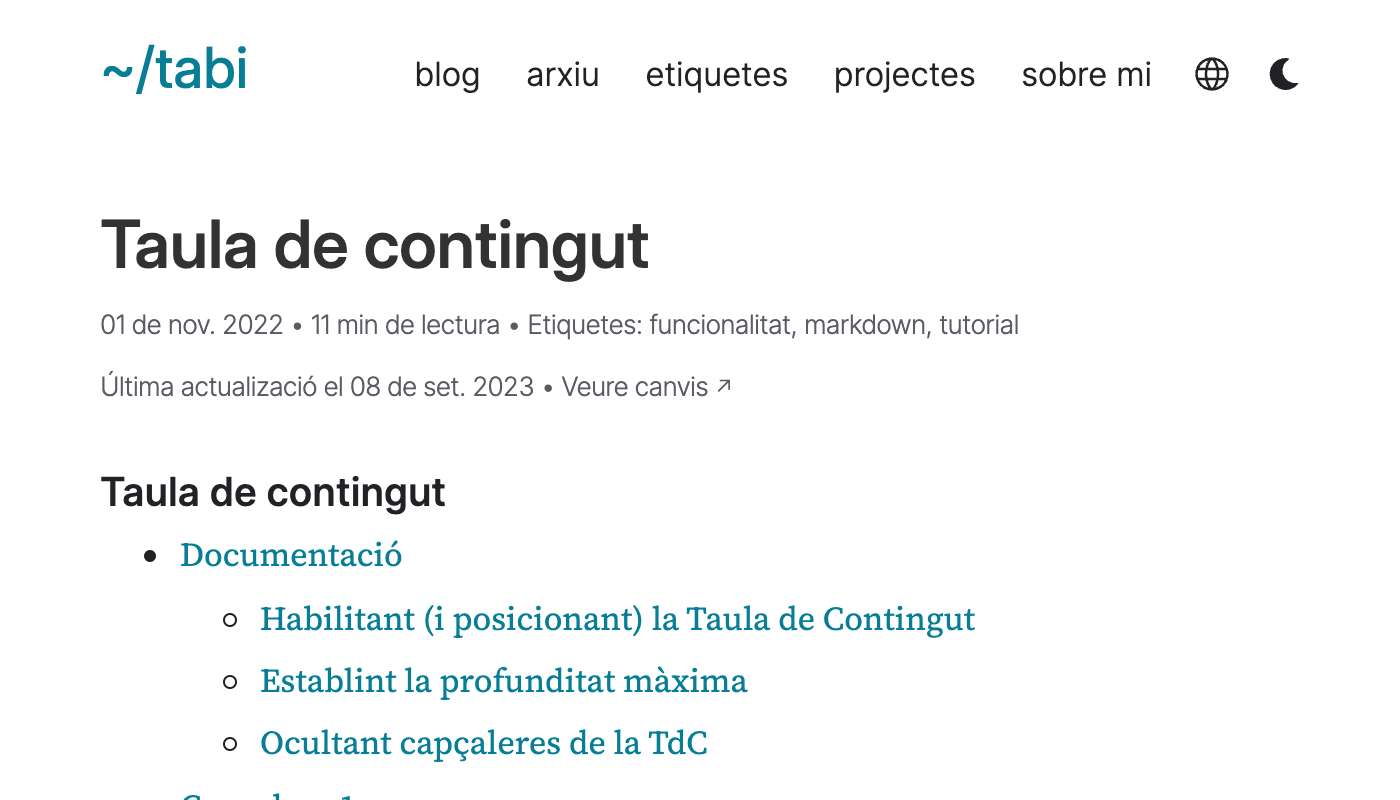 ~/tabi
blog arxiu etiquetes projectes sobre mi
Taula de contingut
01 de nov. 2022 • 11 min de lectura • Etiquetes: funcionalitat, markdown, tutorial
Última actualització el 08 de set. 2023 • Veure canvis ↗
Taula de contingut
Documentació
Habilitant (i posicionant) la Taula de Contingut
Establint la profunditat màxima
Ocultant capçaleres de la TdC